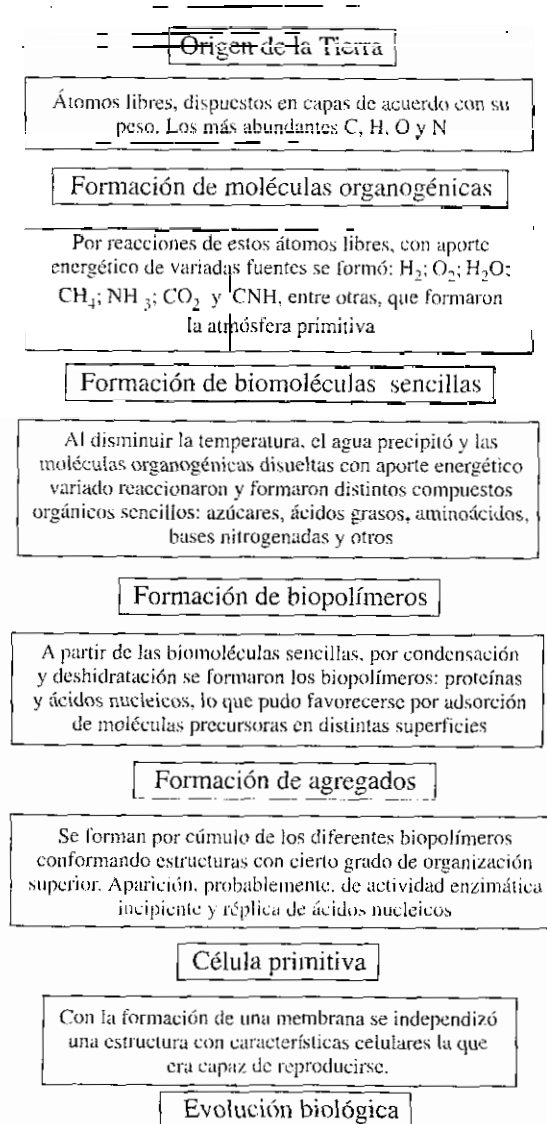 Origen de la Tierra
Átomos libres, dispuestos en capas de acuerdo con su
peso. Los más abundantes C, H, O y N
Formación de moléculas organogénicas
Por reacciones de estos átomos libres, con aporte
energético de variadas fuentes se formó: H₂; O₂; H₂O;
CH₄; NH ₃; CO₂ y CNH, entre otras, que formaron
la atmósfera primitiva
Formación de biomoléculas sencillas
Al disminuir la temperatura, el agua precipitó y las
moléculas organogénicas disueltas con aporte energético
variado reaccionaron y formaron distintos compuestos
orgánicos sencillos: azúcares, ácidos grasos, aminoácidos,
bases nitrogenadas y otros
Formación de biopolímeros
A partir de las biomoléculas sencillas, por condensación
y deshidratación se formaron los biopolímeros: proteínas
y ácidos nucleicos, lo que pudo favorecerse por adsorción
de moléculas precursoras en distintas superficies
Formación de agregados
Se forman por cúmulo de los diferentes biopolímeros
conformando estructuras con cierto grado de organización
superior. Aparición, probablemente, de actividad enzimática
incipiente y réplica de ácidos nucleicos
Célula primitiva
Con la formación de una membrana se independizó
una estructura con características celulares la que
era capaz de reproducirse.
Evolución biológica